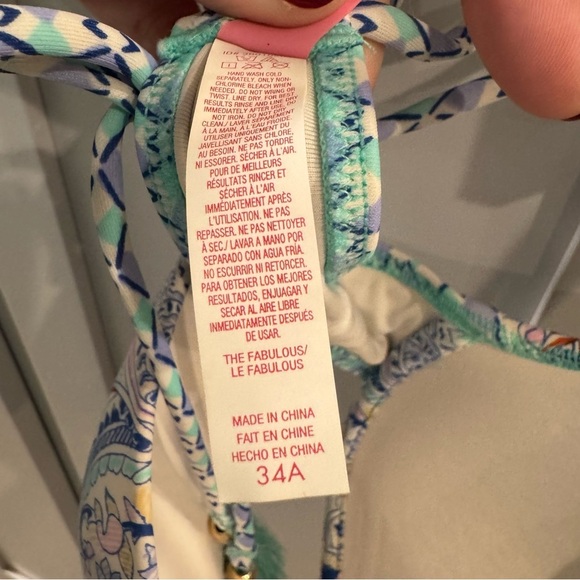 HAND WASH COLD
SEPARATELY. ONLY NON-
CHLORINE BLEACH WHEN
NEEDED. DO NOT WRING OR
TWIST. LINE DRY. FOR BEST
RESULTS RINSE AND LINE DRY
IMMEDIATELY AFTER USE. DO
NOT IRON. DO NOT DRY
CLEAN./ LAVER SÉPARÉMENT
À LA MAIN, À L'EAU FROIDE.
UTILISER UNIQUEMENT DU
JAVELLISANT SANS CHLORE,
AU BESOIN. NE PAS TORDRE
NI ESSORER. SÉCHER À L'AIR.
POUR DE MEILLEURS
RÉSULTATS RINCER ET
SÉCHER À L'AIR
IMMÉDIATEMENT APRÈS
L'UTILISATION. NE PAS
REPASSER. NE PAS NETTOYER
À SEC./ LAVAR A MANO POR
SEPARADO CON AGUA FRÍA.
NO ESCURRIR NI RETORCER.
PARA OBTENER LOS MEJORES
RESULTADOS, ENJUAGAR Y
SECAR AL AIRE LIBRE
INMEDIATAMENTE DESPUÉS
DE USAR.
THE FABULOUS/
LE FABULOUS
MADE IN CHINA
FAIT EN CHINE
HECHO EN CHINA
34A